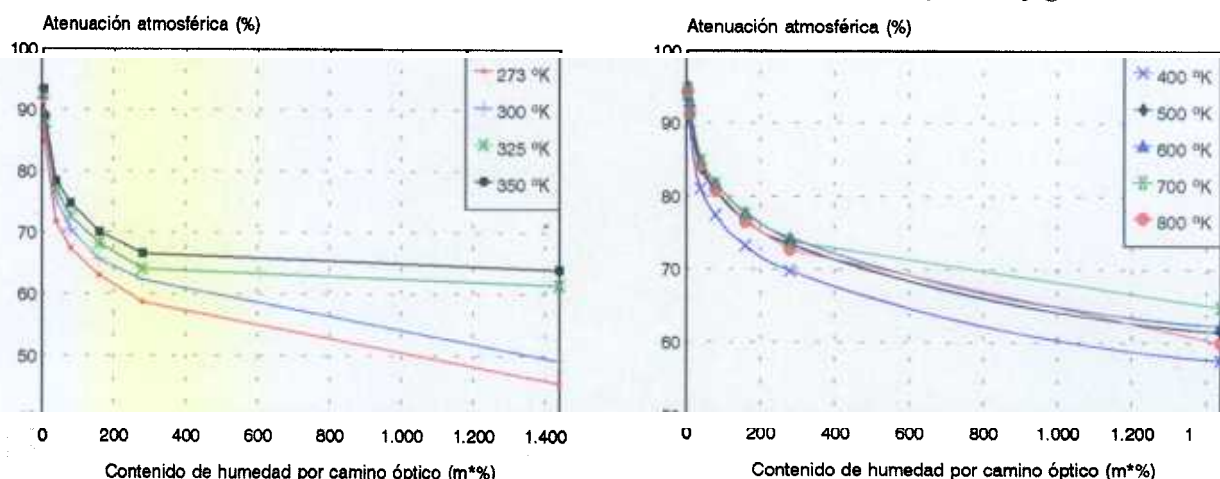 Atenuación atmosférica (%)
100
90
80
70
60
50
273 ºK
300 ºK
325 ºK
350 ºK
0 200 400 600 800 1.000 1.200 1.400
Contenido de humedad por camino óptico (m*%)
Atenuación atmosférica (%)
100
90
80
70
60
400 ºK
500 ºK
600 ºK
700 ºK
800 ºK
0 200 400 600 800 1.000 1.200 1
Contenido de humedad por camino óptico (m*%)